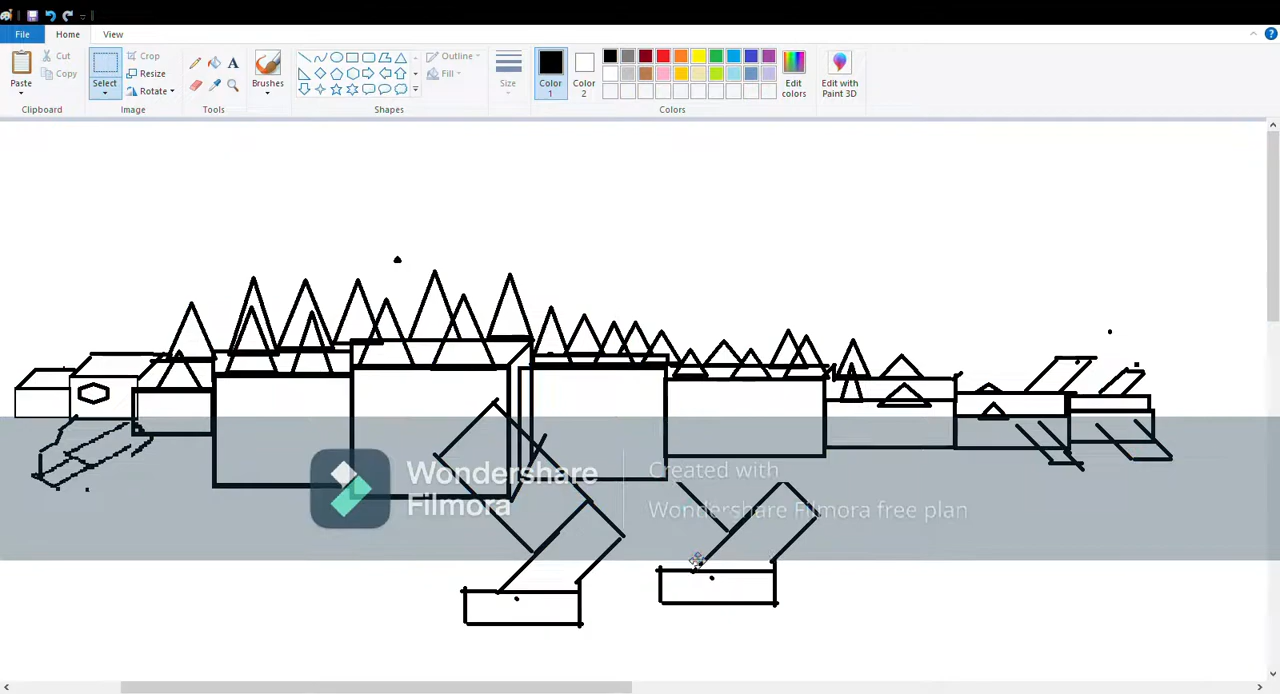 File Home View
Paste
Cut
Copy
Clipboard
Select
Crop
Resize
Rotate
Image
A
Tools
Brushes
Outline
Fill
Shapes
Size
Color 1
Color 2
Edit colors
Colors
Edit with Paint 3D
Wondershare
Filmora
Created with
Wondershare Filmora free plan